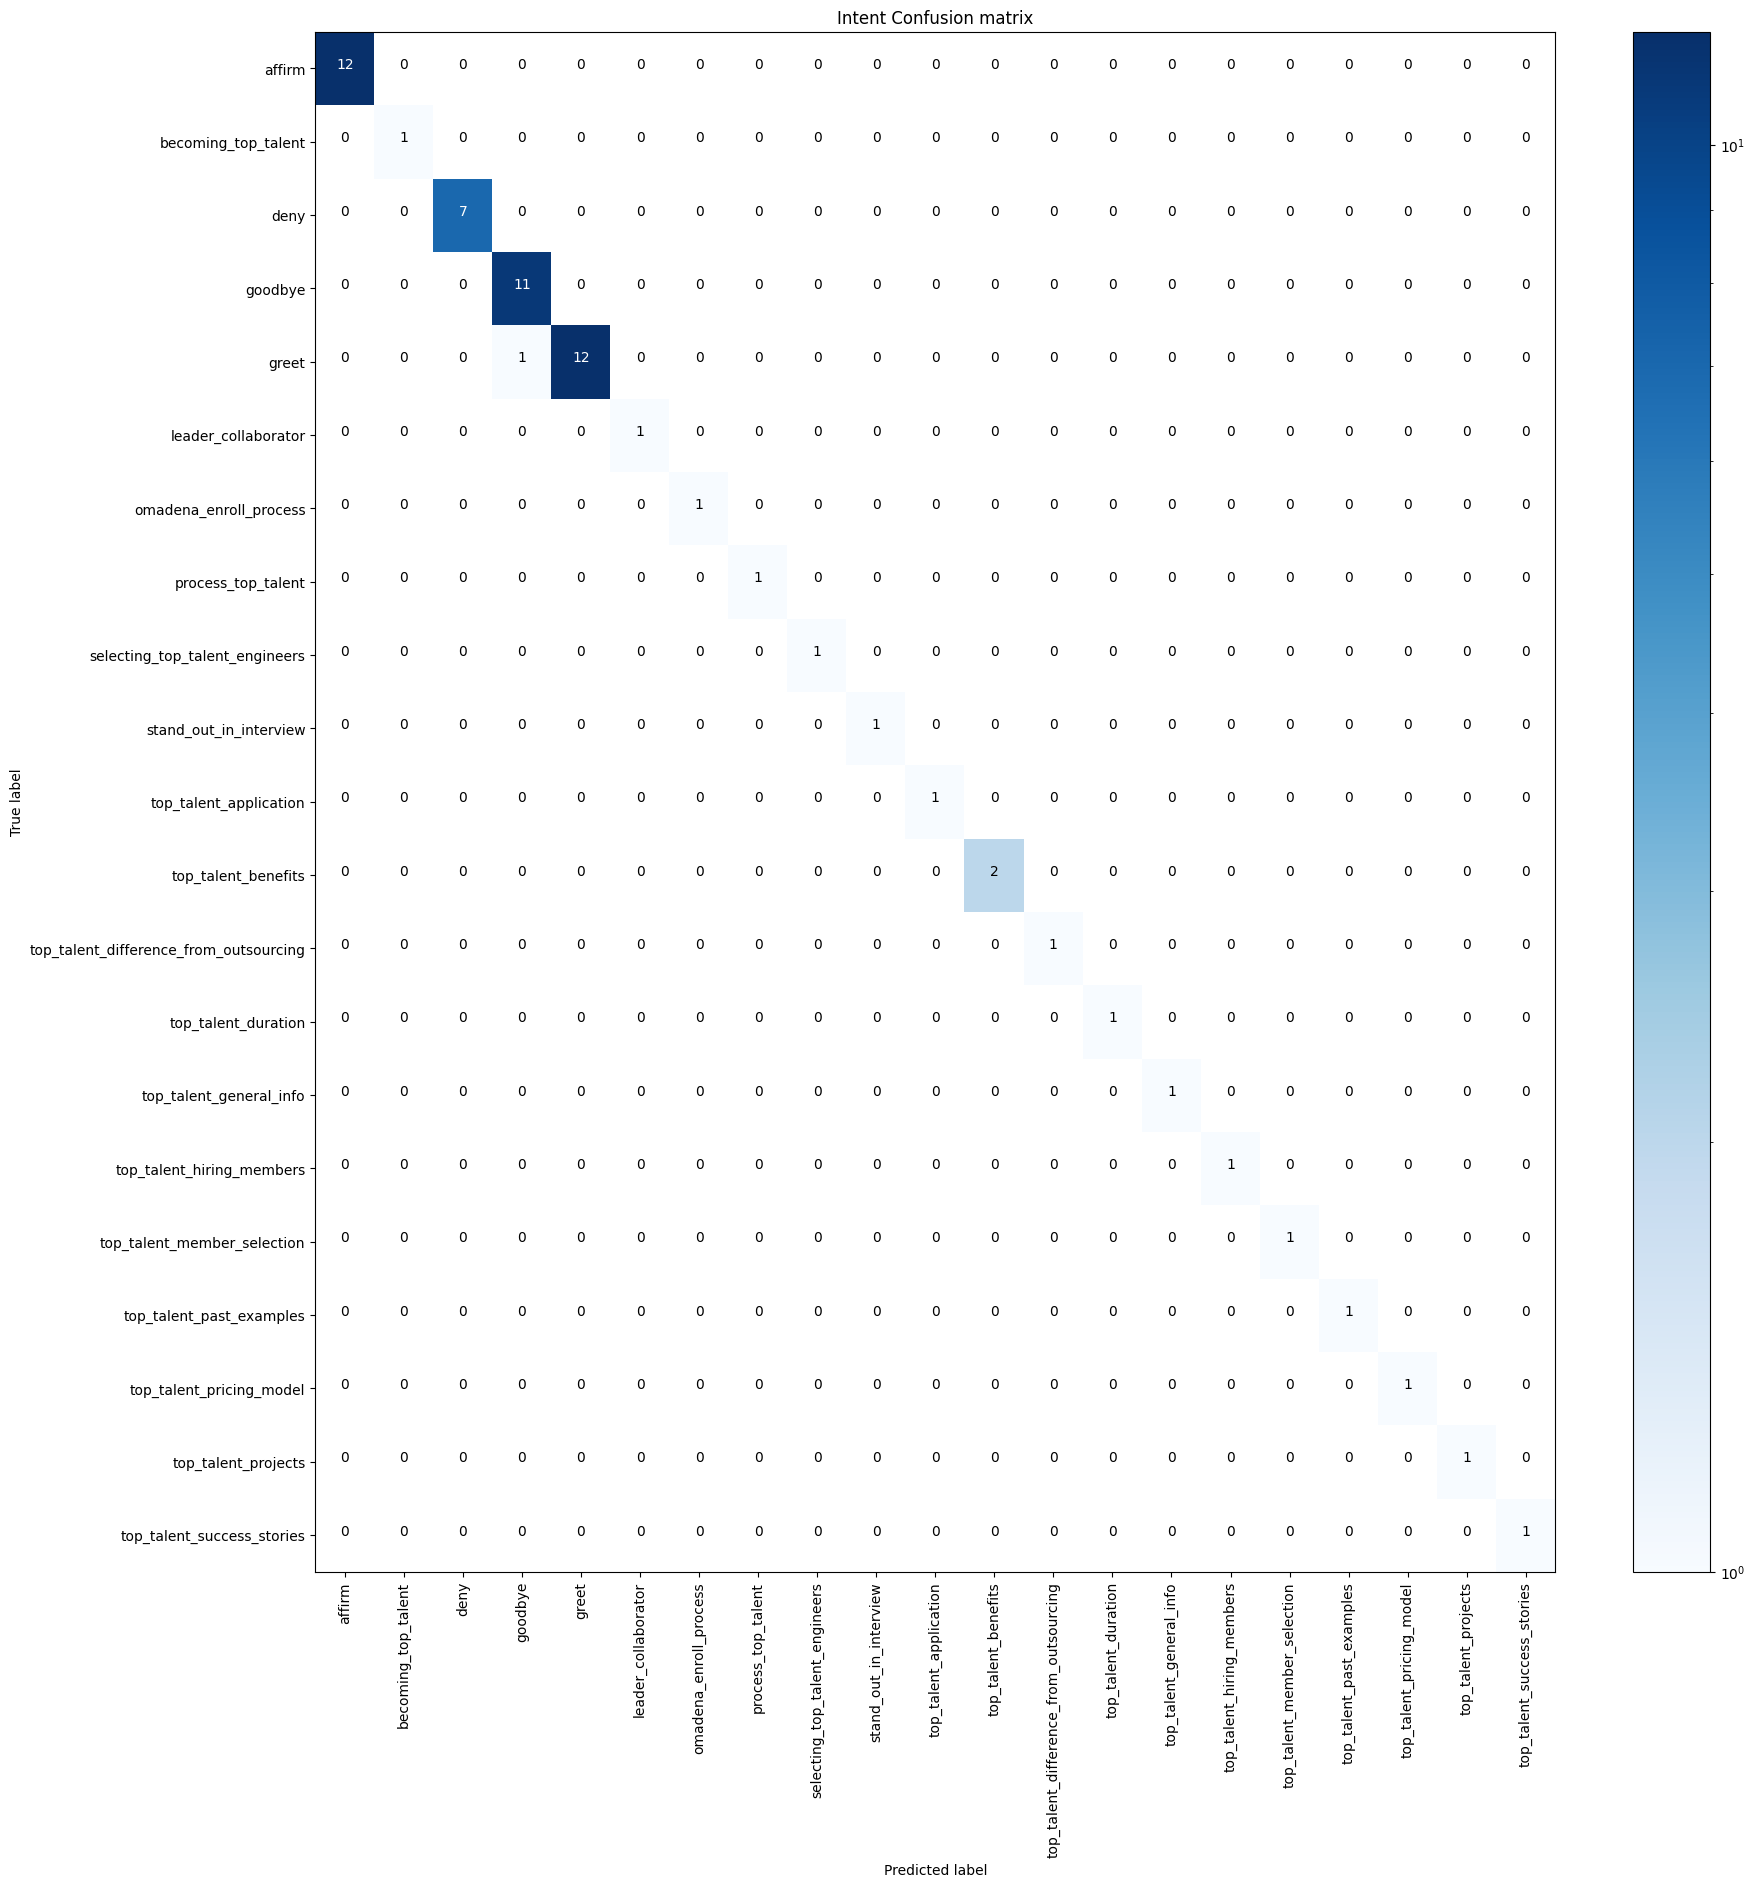 Intent Confusion matrix
affirm 12 0 0 0 0 0 0 0 0 0 0 0 0 0 0 0 0 0 0 0 0
becoming_top_talent 0 1 0 0 0 0 0 0 0 0 0 0 0 0 0 0 0 0 0 0 0
deny 0 0 7 0 0 0 0 0 0 0 0 0 0 0 0 0 0 0 0 0 0
goodbye 0 0 0 11 0 0 0 0 0 0 0 0 0 0 0 0 0 0 0 0 0
greet 0 0 0 1 12 0 0 0 0 0 0 0 0 0 0 0 0 0 0 0 0
leader_collaborator 0 0 0 0 0 1 0 0 0 0 0 0 0 0 0 0 0 0 0 0 0
omadena_enroll_process 0 0 0 0 0 0 1 0 0 0 0 0 0 0 0 0 0 0 0 0 0
process_top_talent 0 0 0 0 0 0 0 1 0 0 0 0 0 0 0 0 0 0 0 0 0
selecting_top_talent_engineers 0 0 0 0 0 0 0 0 1 0 0 0 0 0 0 0 0 0 0 0 0
stand_out_in_interview 0 0 0 0 0 0 0 0 0 1 0 0 0 0 0 0 0 0 0 0 0
top_talent_application 0 0 0 0 0 0 0 0 0 0 1 0 0 0 0 0 0 0 0 0 0
top_talent_benefits 0 0 0 0 0 0 0 0 0 0 0 2 0 0 0 0 0 0 0 0 0
top_talent_difference_from_outsourcing 0 0 0 0 0 0 0 0 0 0 0 0 1 0 0 0 0 0 0 0 0
top_talent_duration 0 0 0 0 0 0 0 0 0 0 0 0 0 1 0 0 0 0 0 0 0
top_talent_general_info 0 0 0 0 0 0 0 0 0 0 0 0 0 0 1 0 0 0 0 0 0
top_talent_hiring_members 0 0 0 0 0 0 0 0 0 0 0 0 0 0 0 1 0 0 0 0 0
top_talent_member_selection 0 0 0 0 0 0 0 0 0 0 0 0 0 0 0 0 1 0 0 0 0
top_talent_past_examples 0 0 0 0 0 0 0 0 0 0 0 0 0 0 0 0 0 1 0 0 0
top_talent_pricing_model 0 0 0 0 0 0 0 0 0 0 0 0 0 0 0 0 0 0 1 0 0
top_talent_projects 0 0 0 0 0 0 0 0 0 0 0 0 0 0 0 0 0 0 0 1 0
top_talent_success_stories 0 0 0 0 0 0 0 0 0 0 0 0 0 0 0 0 0 0 0 0 1
True label
affirm
becoming_top_talent
deny
goodbye
greet
leader_collaborator
omadena_enroll_process
process_top_talent
selecting_top_talent_engineers
stand_out_in_interview
top_talent_application
top_talent_benefits
top_talent_difference_from_outsourcing
top_talent_duration
top_talent_general_info
top_talent_hiring_members
top_talent_member_selection
top_talent_past_examples
top_talent_pricing_model
top_talent_projects
top_talent_success_stories
Predicted label
10¹
10⁰